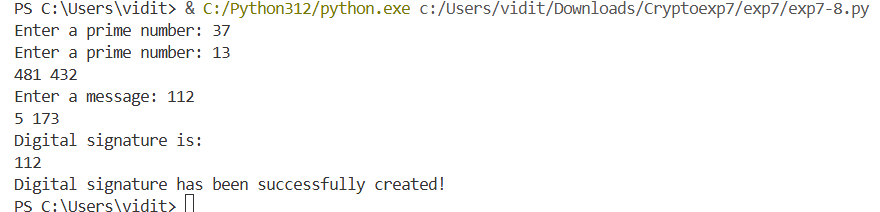 PS C:\Users\vidit> & C:/Python312/python.exe c:/Users/vidit/Downloads/Cryptoexp7/exp7/exp7-8.py
Enter a prime number: 37
Enter a prime number: 13
481 432
Enter a message: 112
5 173
Digital signature is:
112
Digital signature has been successfully created!
PS C:\Users\vidit>